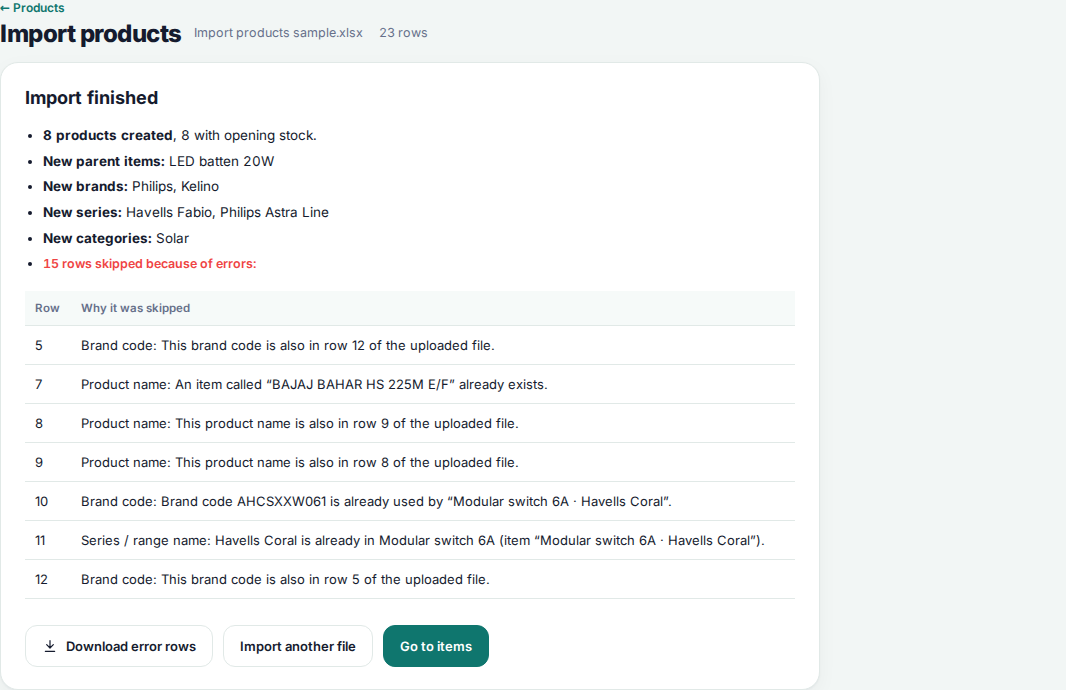 ← Products
Import products Import products sample.xlsx 23 rows
Import finished
• 8 products created, 8 with opening stock.
• New parent items: LED batten 20W
• New brands: Philips, Kelino
• New series: Havells Fabio, Philips Astra Line
• New categories: Solar
• 15 rows skipped because of errors:
Row Why it was skipped
5 Brand code: This brand code is also in row 12 of the uploaded file.
7 Product name: An item called “BAJAJ BAHAR HS 225M E/F” already exists.
8 Product name: This product name is also in row 9 of the uploaded file.
9 Product name: This product name is also in row 8 of the uploaded file.
10 Brand code: Brand code AHCSXXW061 is already used by “Modular switch 6A · Havells Coral”.
11 Series / range name: Havells Coral is already in Modular switch 6A (item “Modular switch 6A · Havells Coral”).
12 Brand code: This brand code is also in row 5 of the uploaded file.
Download error rows Import another file Go to items